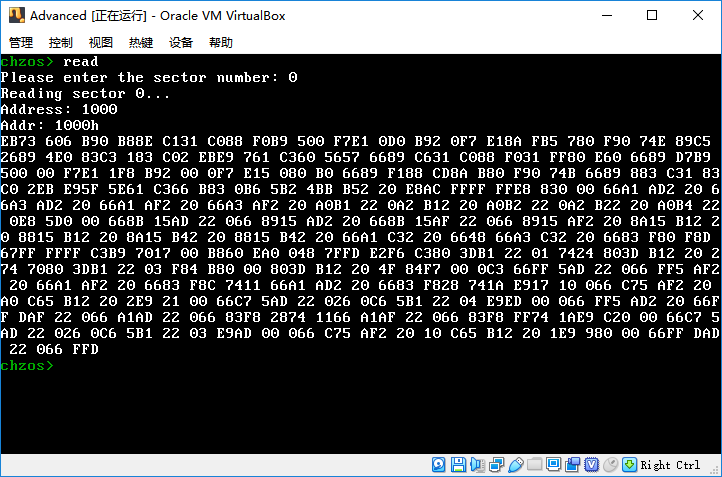 Advanced [正在运行] - Oracle VM VirtualBox
管理 控制 视图 热键 设备 帮助
chzos> read
Please enter the sector number: 0
Reading sector 0...
Address: 1000
Addr: 1000h
EB73 606 B90 B88E C131 C088 F0B9 500 F7E1 0D0 B92 0F7 E18A FB5 780 F90 74E 89C5
2689 4E0 83C3 183 C02 EBE9 761 C360 5657 6689 C631 C088 F031 FF80 E60 6689 D7B9
500 00 F7E1 1F8 B92 00 0F7 E15 080 B0 6689 F188 CD8A B80 F90 74B 6689 883 C31 83
C0 2EB E95F 5E61 C366 B83 0B6 5B2 4BB B52 20 E8AC FFFF FFE8 830 00 66A1 AD2 20 6
6A3 AD2 20 66A1 AF2 20 66A3 AF2 20 A0B1 22 0A2 B12 20 A0B2 22 0A2 B22 20 A0B4 22
 0E8 5D0 00 668B 15AD 22 066 8915 AD2 20 668B 15AF 22 066 8915 AF2 20 8A15 B12 2
0 8815 B12 20 8A15 B42 20 8815 B42 20 66A1 C32 20 6648 66A3 C32 20 6683 F80 F8D
67FF FFFF C3B9 7017 00 B860 EA0 048 7FFD E2F6 C380 3DB1 22 01 7424 803D B12 20 2
74 7080 3DB1 22 03 F84 B80 00 803D B12 20 4F 84F7 00 0C3 66FF 5AD 22 066 FF5 AF2
 20 66A1 AF2 20 6683 F8C 7411 66A1 AD2 20 6683 F828 741A E917 10 066 C75 AF2 20
A0 C65 B12 20 2E9 21 00 66C7 5AD 22 026 0C6 5B1 22 04 E9ED 00 066 FF5 AD2 20 66F
F DAF 22 066 A1AD 22 066 83F8 2874 1166 A1AF 22 066 83F8 FF74 1AE9 C20 00 66C7 5
AD 22 026 0C6 5B1 22 03 E9AD 00 066 C75 AF2 20 10 C65 B12 20 1E9 980 00 66FF DAD
 22 066 FFD
chzos>
Right Ctrl